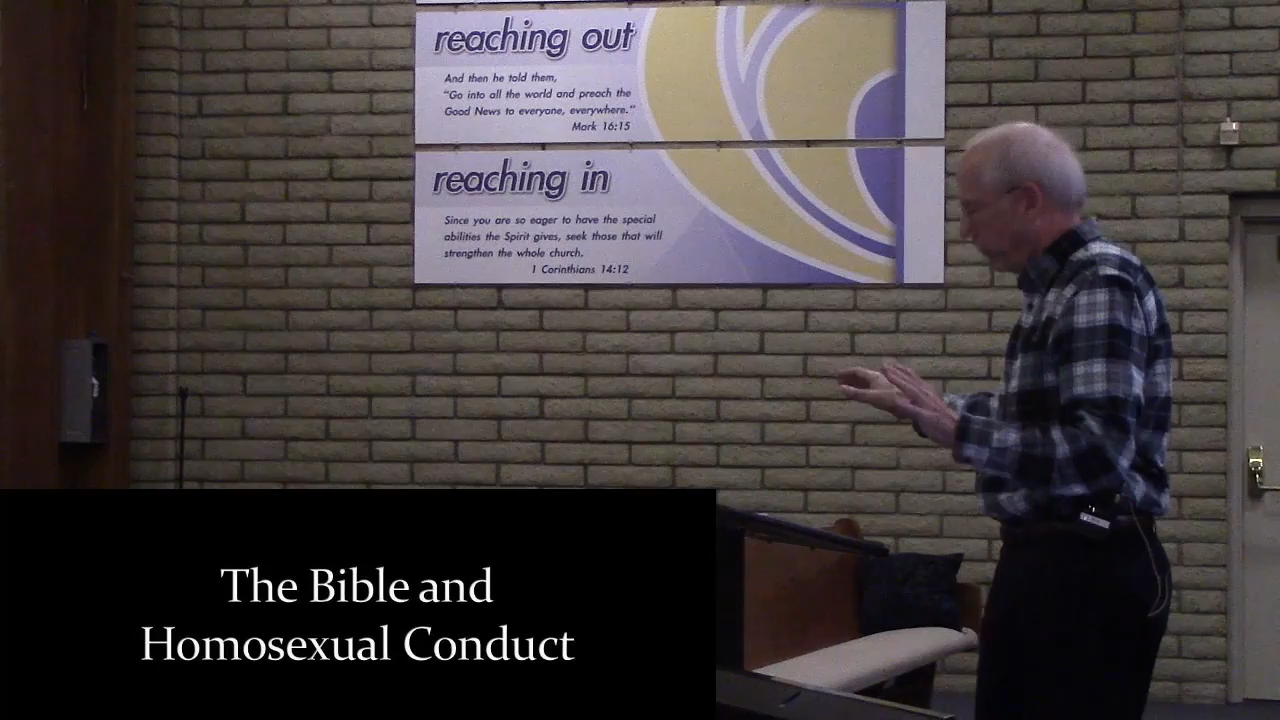 reaching out
And then he told them,
"Go into all the world and preach the
Good News to everyone, everywhere."
Mark 16:15
reaching in
Since you are so eager to have the special
abilities the Spirit gives, seek those that will
strengthen the whole church.
1 Corinthians 14:12
The Bible and
Homosexual Conduct